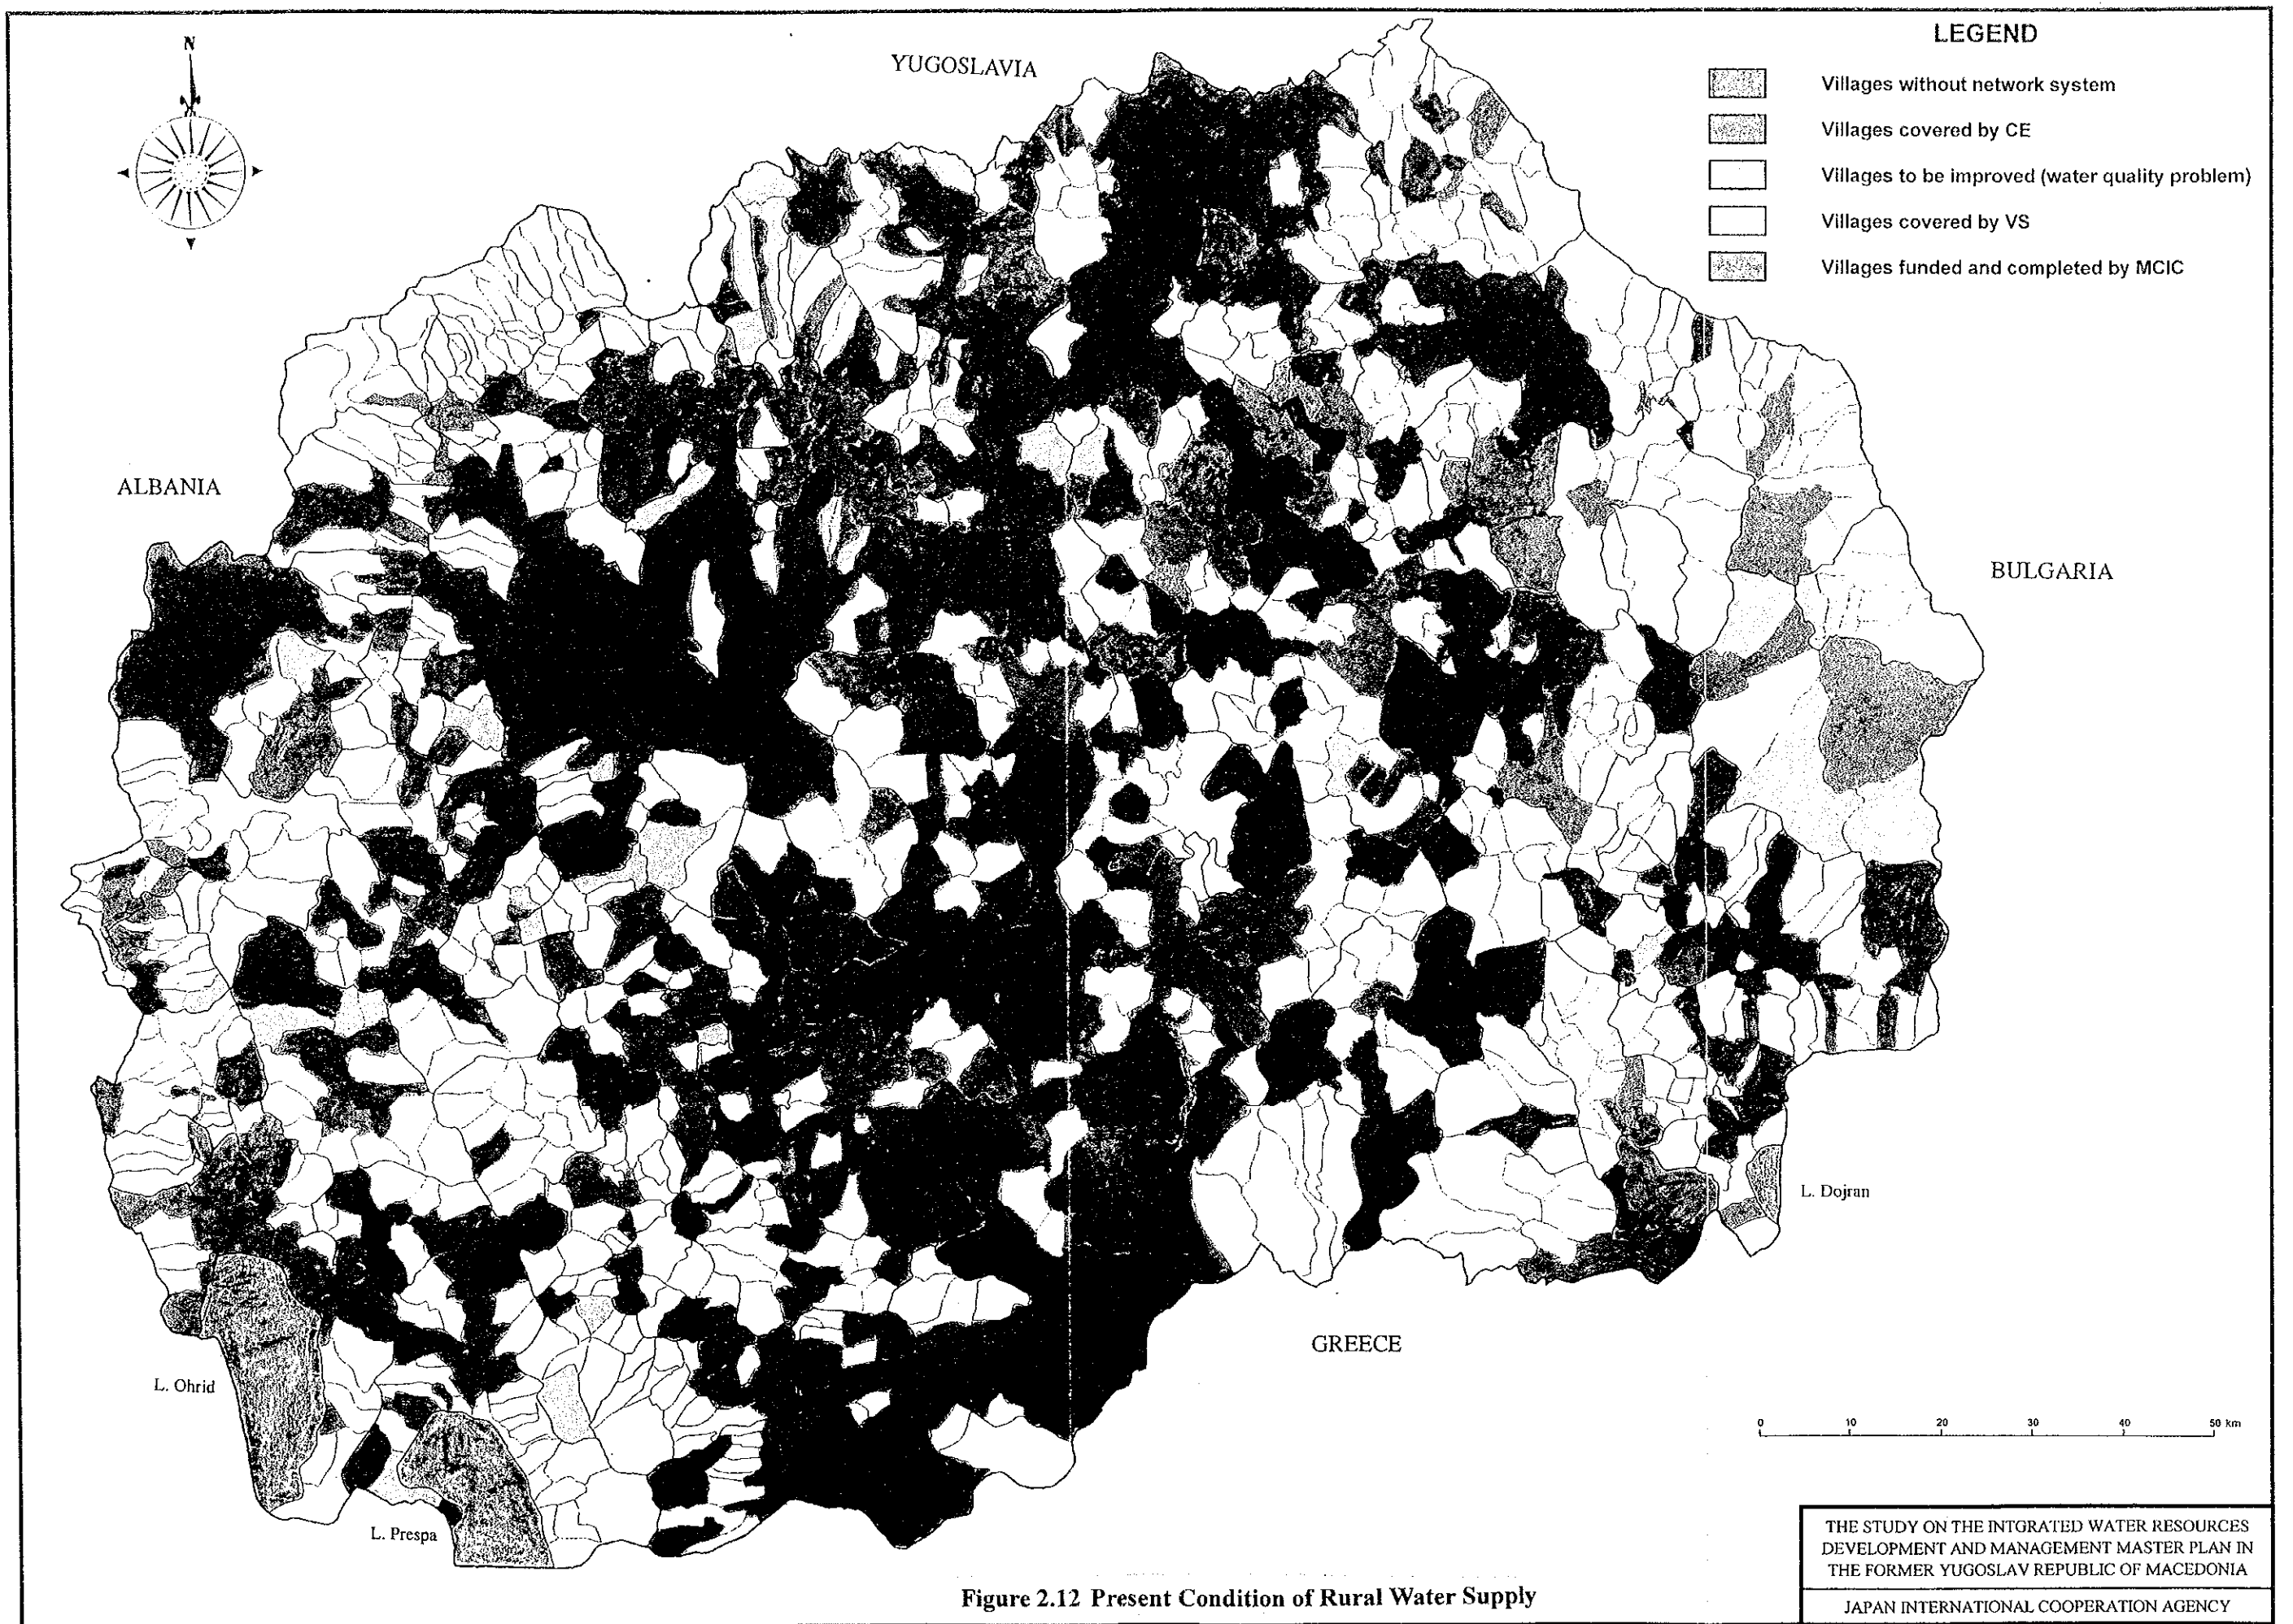 N
YUGOSLAVIA
LEGEND
Villages without network system
Villages covered by CE
Villages to be improved (water quality problem)
Villages covered by VS
Villages funded and completed by MCIC
ALBANIA
BULGARIA
L. Dojran
GREECE
L. Ohrid
0 10 20 30 40 50 km
L. Prespa
THE STUDY ON THE INTGRATED WATER RESOURCES
DEVELOPMENT AND MANAGEMENT MASTER PLAN IN
THE FORMER YUGOSLAV REPUBLIC OF MACEDONIA
Figure 2.12 Present Condition of Rural Water Supply
JAPAN INTERNATIONAL COOPERATION AGENCY